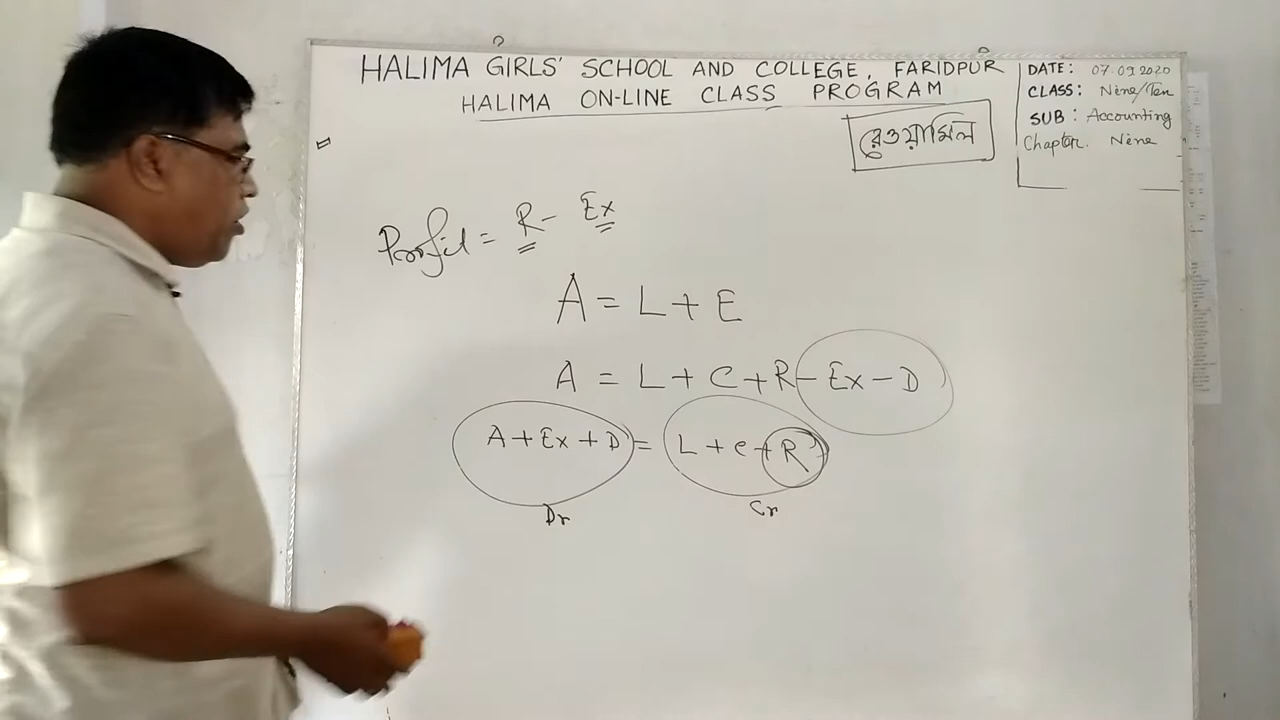 HALIMA GIRLS' SCHOOL AND COLLEGE, FARIDPUR
HALIMA ON-LINE CLASS PROGRAM
DATE: 07.09.2020
CLASS: Nine/Ten
SUB : Accounting
Chapter. Nine
রেওয়ামিল
Profit = R - Ex
A = L + E
A = L + C + R - Ex - D
A + Ex + D = L + C + R
Dr Cr